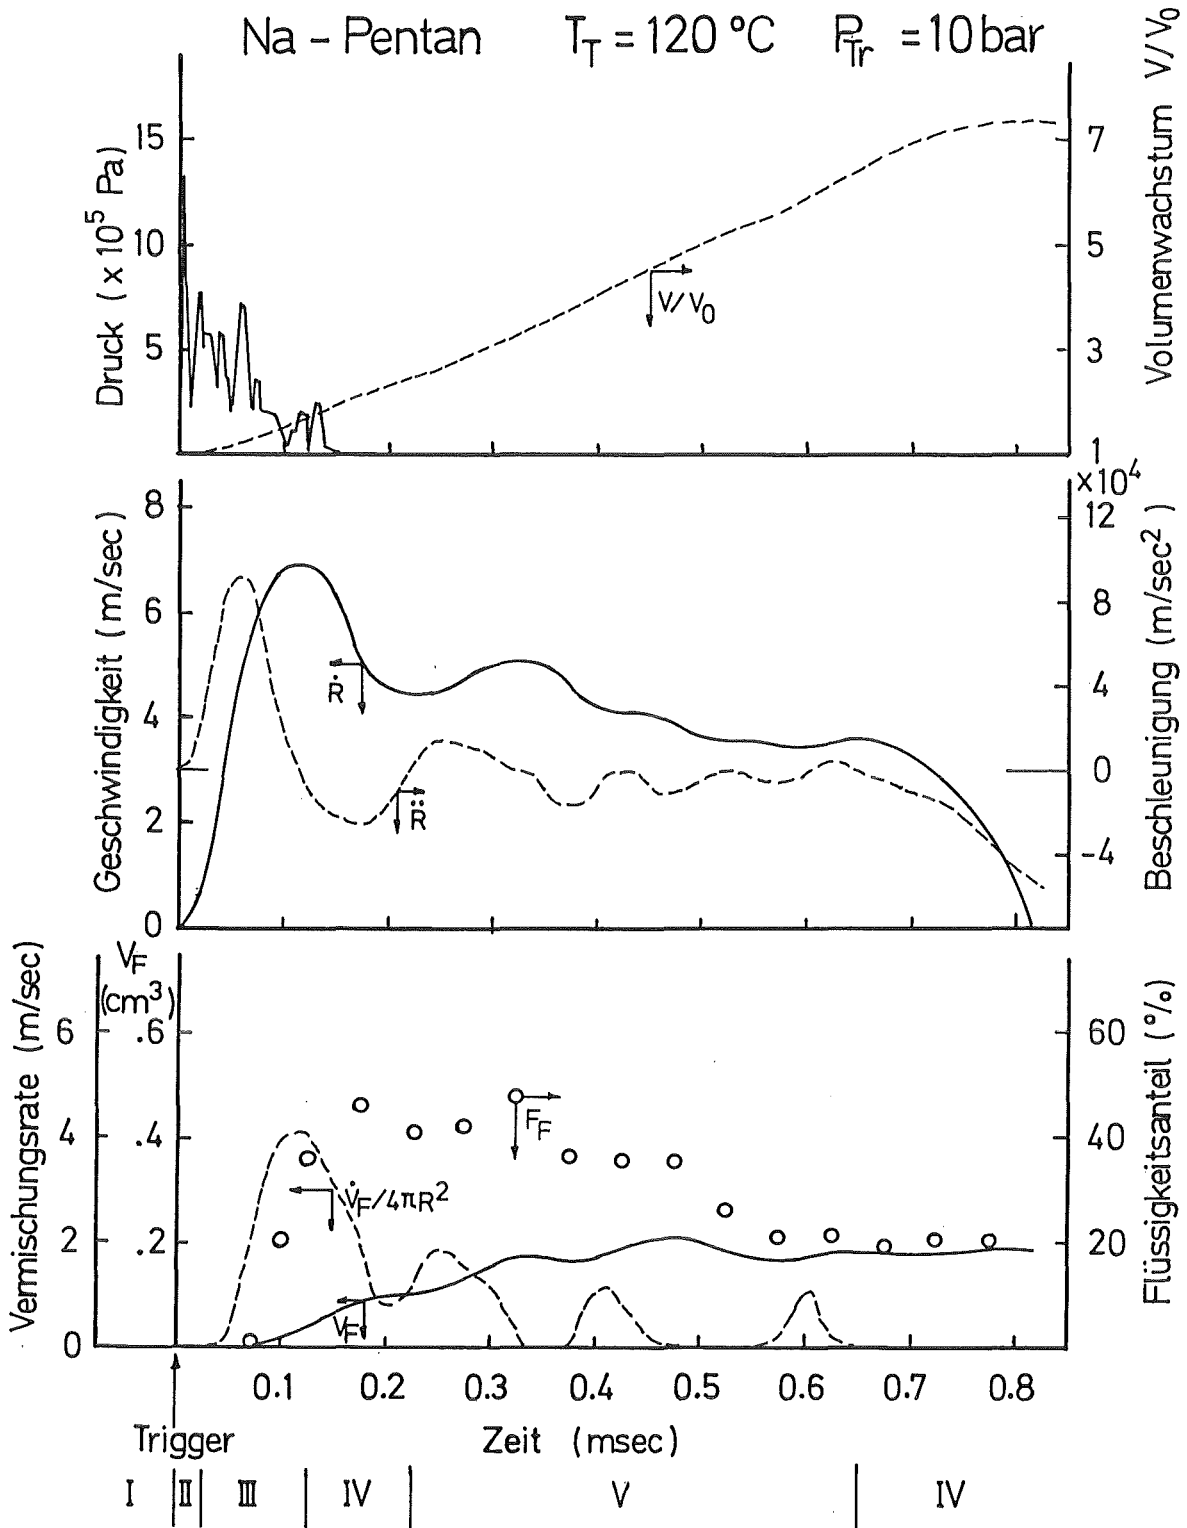 Na – Pentan T_T = 120 °C P_Tr = 10 bar
Druck ( x 10^5 Pa)
15
10
5
Volumenwachstum V/V_0
7
5
3
1
V/V_0
Geschwindigkeit (m/sec)
8
6
4
2
0
x10^4
12
8
4
0
-4
Beschleunigung (m/sec^2)
Ṙ
R̈
Vermischungsrate (m/sec)
6
4
2
0
V_F
(cm^3)
.6
.4
.2
60
40
20
Flüssigkeitsanteil (%)
F_F
V̇_F/4πR^2
V_F
0.1 0.2 0.3 0.4 0.5 0.6 0.7 0.8
Trigger
Zeit (msec)
I II III IV V IV